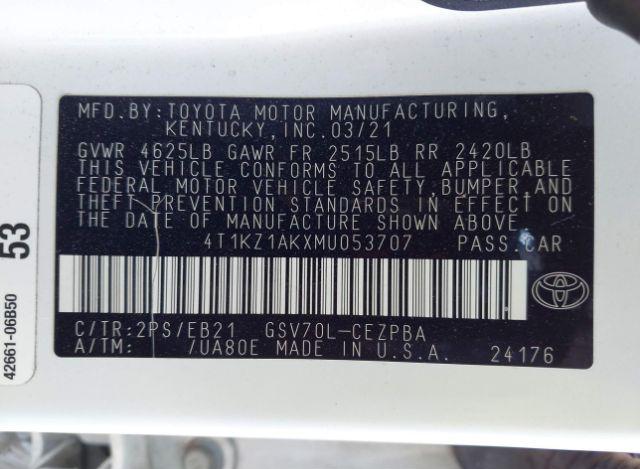 MFD.BY:TOYOTA MOTOR MANUFACTURING,
KENTUCKY,INC.03/21
GVWR 4625LB GAWR FR 2515LB RR 2420LB
THIS VEHICLE CONFORMS TO ALL APPLICABLE
FEDERAL MOTOR VEHICLE SAFETY,BUMPER,AND
THEFT PREVENTION STANDARDS IN EFFECT ON
THE DATE OF MANUFACTURE SHOWN ABOVE.
4T1KZ1AKXMU053707 PASS.CAR
C/TR:2PS/EB21 GSV70L-CEZPBA
A/TM: /UA80E MADE IN U.S.A. 24176
53
42661-06B50